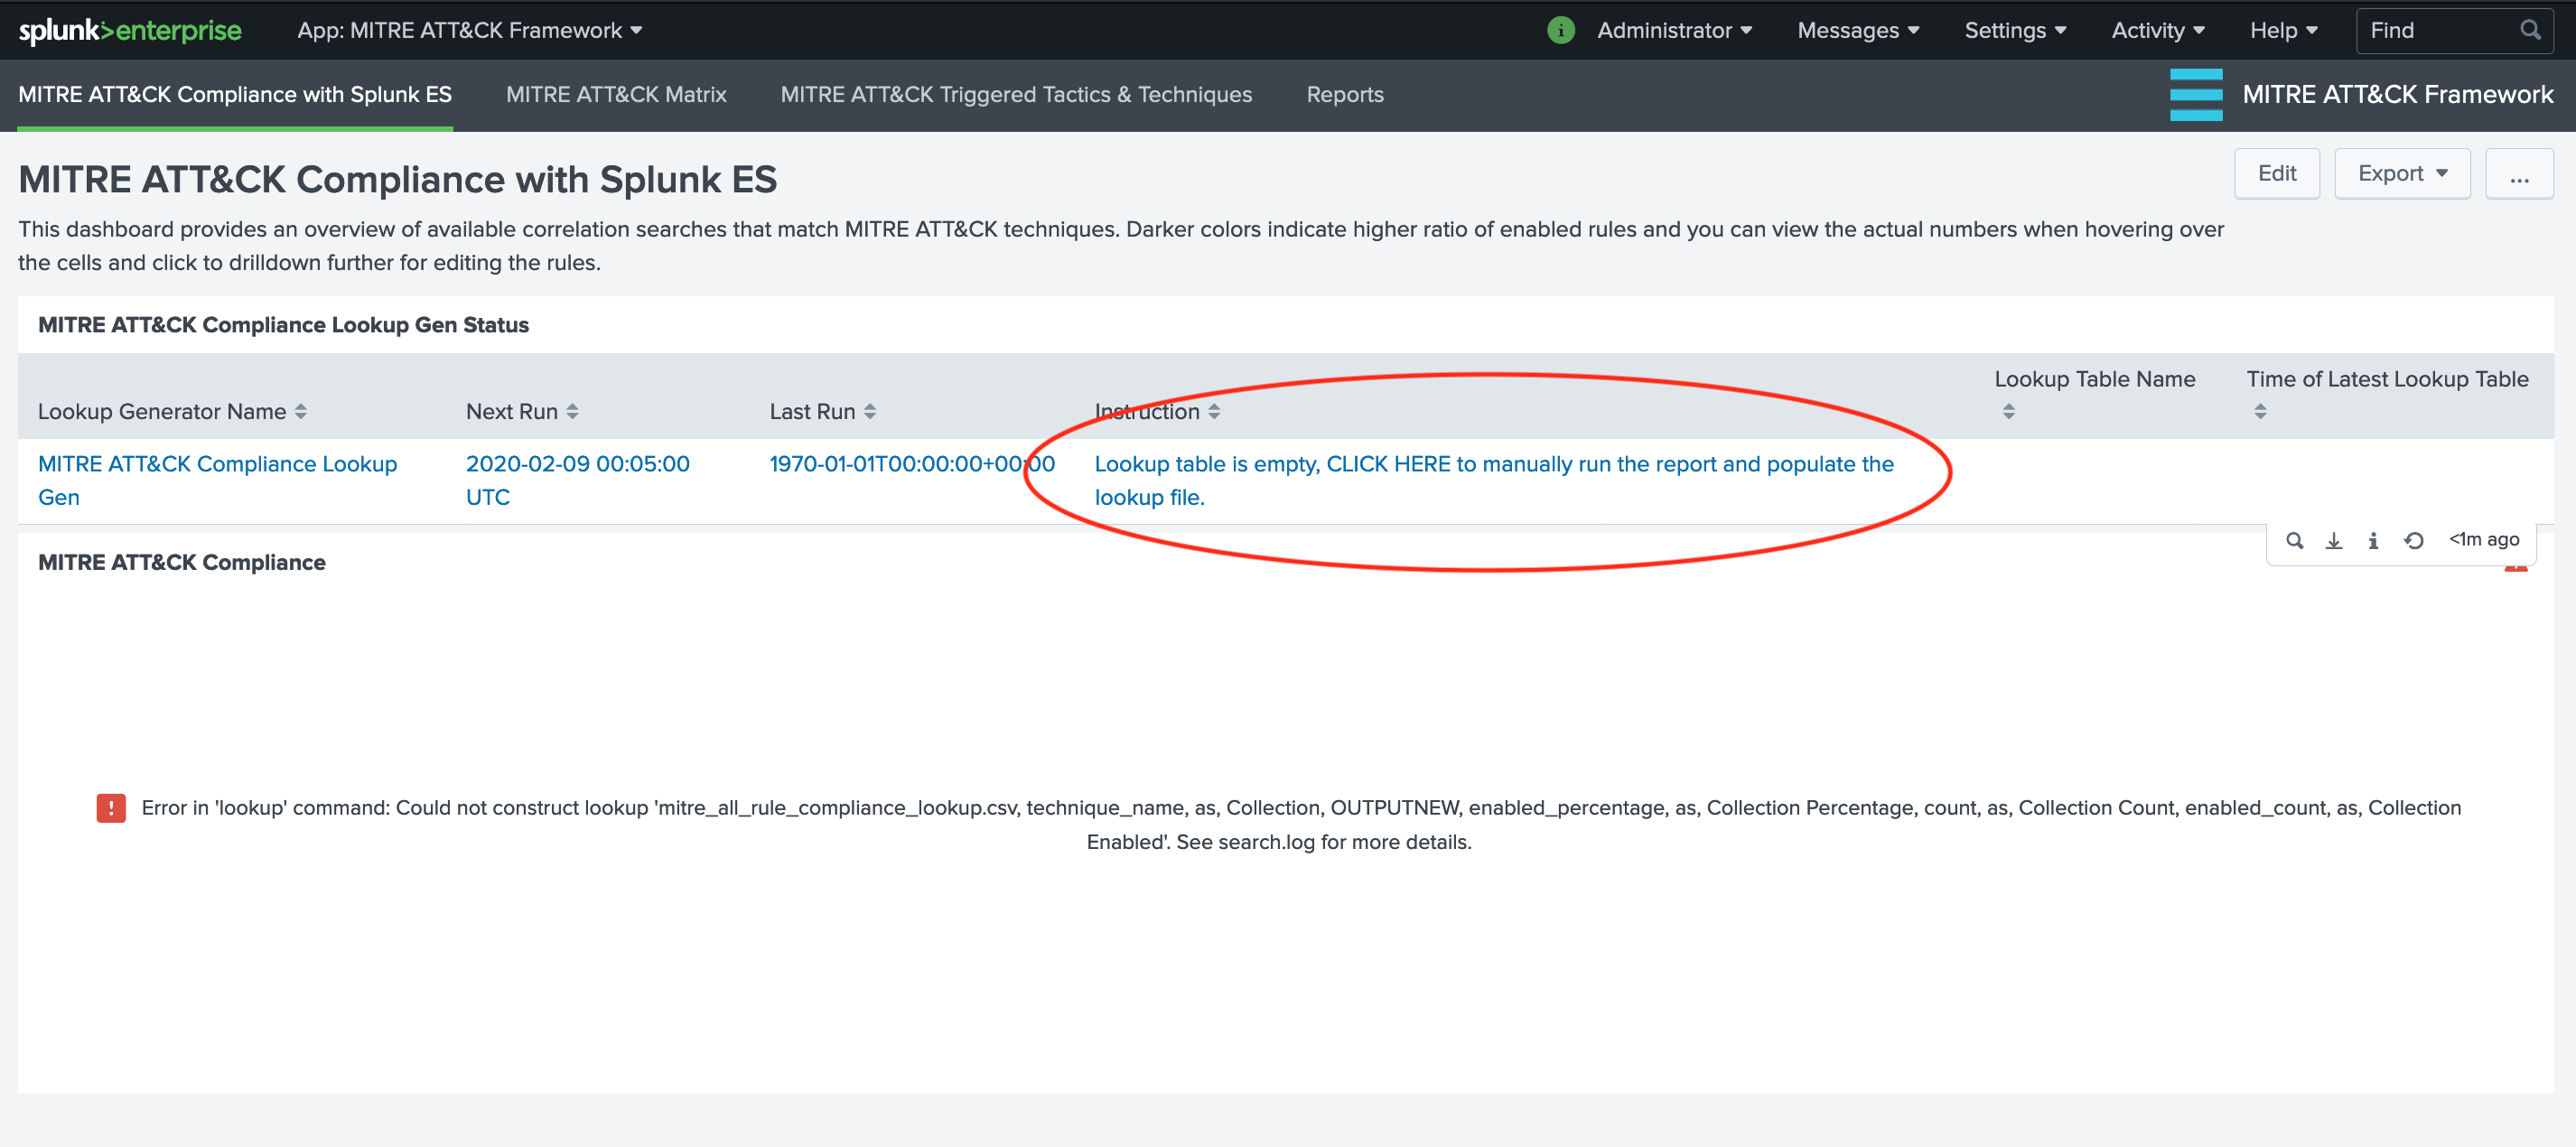 splunk>enterprise App: MITRE ATT&CK Framework i Administrator Messages Settings Activity Help Find
MITRE ATT&CK Compliance with Splunk ES MITRE ATT&CK Matrix MITRE ATT&CK Triggered Tactics & Techniques Reports MITRE ATT&CK Framework
MITRE ATT&CK Compliance with Splunk ES Edit Export ...
This dashboard provides an overview of available correlation searches that match MITRE ATT&CK techniques. Darker colors indicate higher ratio of enabled rules and you can view the actual numbers when hovering over
the cells and click to drilldown further for editing the rules.
MITRE ATT&CK Compliance Lookup Gen Status
Lookup Generator Name Next Run Last Run Instruction Lookup Table Name Time of Latest Lookup Table
MITRE ATT&CK Compliance Lookup 2020-02-09 00:05:00 1970-01-01T00:00:00+00:00 Lookup table is empty, CLICK HERE to manually run the report and populate the
Gen UTC lookup file.
<1m ago
MITRE ATT&CK Compliance
! Error in 'lookup' command: Could not construct lookup 'mitre_all_rule_compliance_lookup.csv, technique_name, as, Collection, OUTPUTNEW, enabled_percentage, as, Collection Percentage, count, as, Collection Count, enabled_count, as, Collection
Enabled'. See search.log for more details.